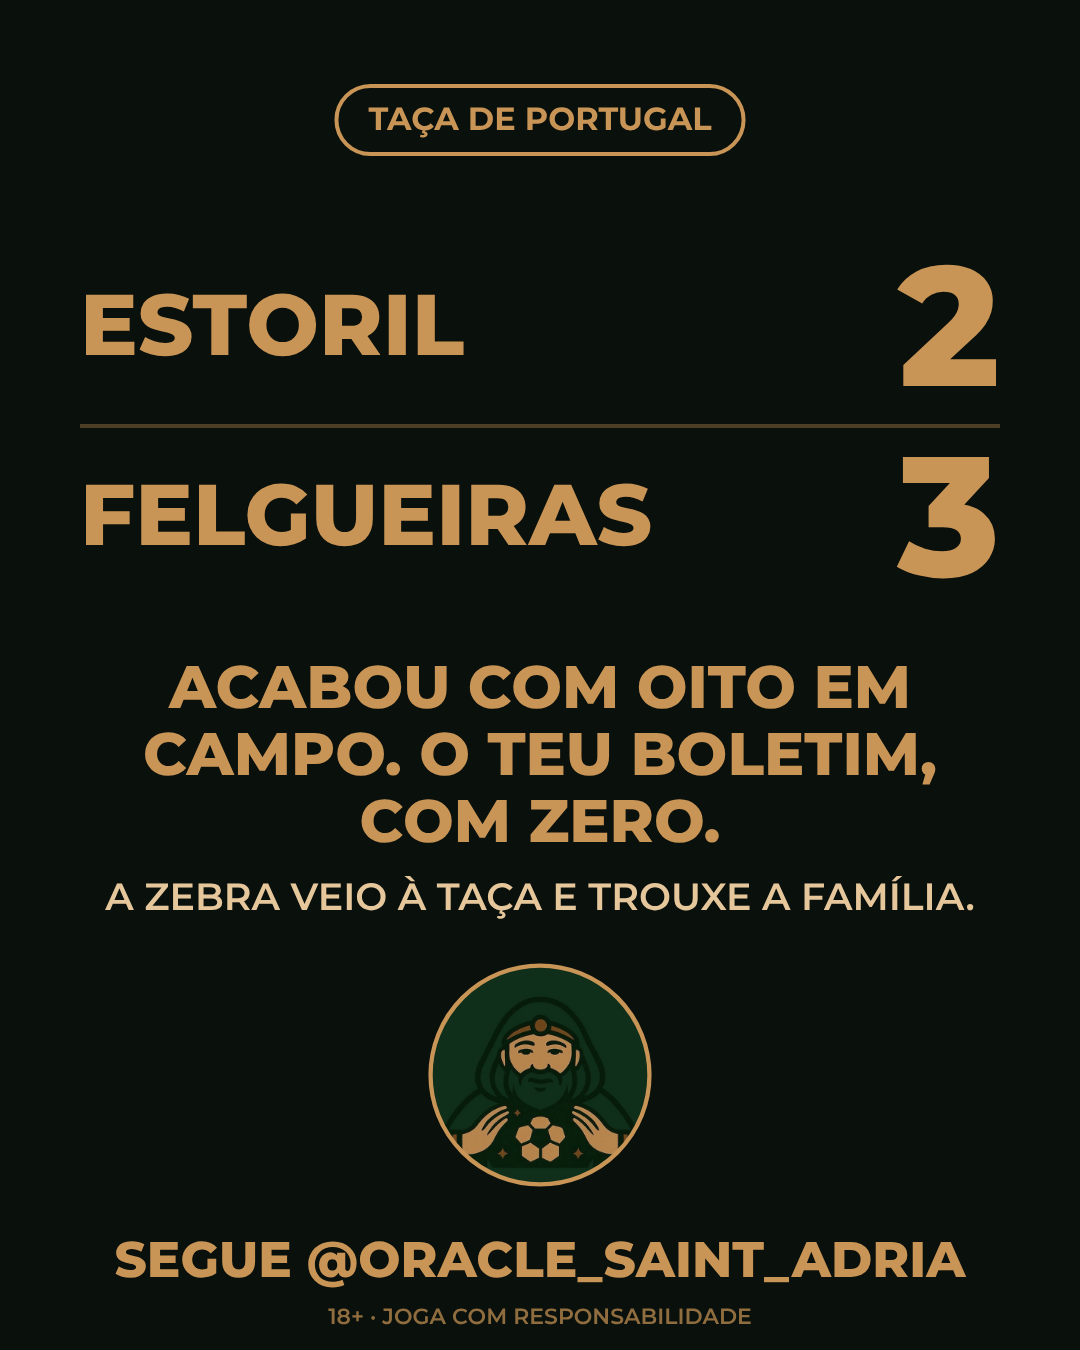 TAÇA DE PORTUGAL
ESTORIL 2
FELGUEIRAS 3
ACABOU COM OITO EM
CAMPO. O TEU BOLETIM,
COM ZERO.
A ZEBRA VEIO À TAÇA E TROUXE A FAMÍLIA.
SEGUE @ORACLE_SAINT_ADRIA
18+ · JOGA COM RESPONSABILIDADE